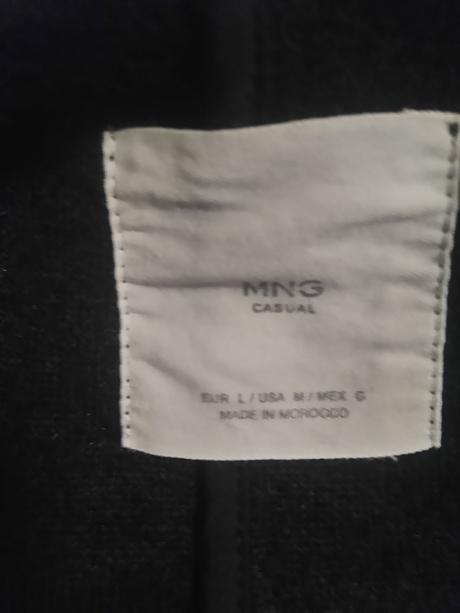 MNG
CASUAL
EUR L / USA M / MEX G
MADE IN MOROCCO